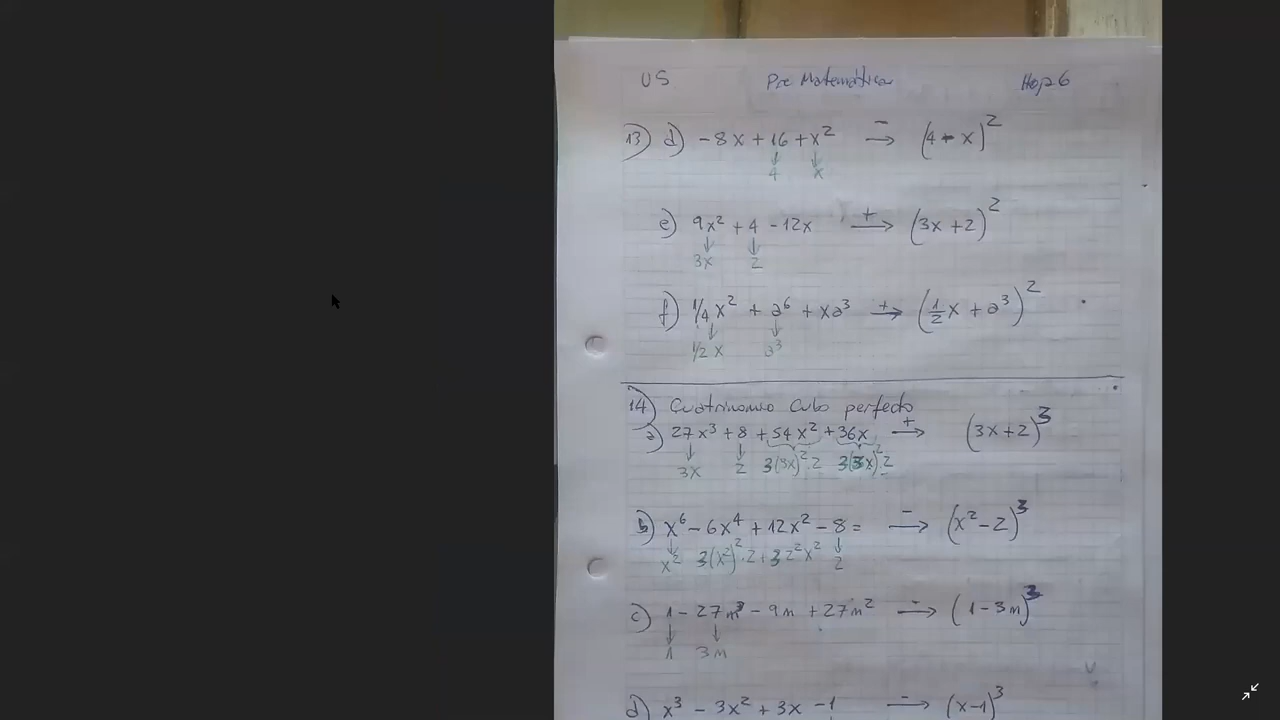 US Pre Matemática Hoja 6
13) d) -8x + 16 + x² -→ (4 - x)²
4 x
e) 9x² + 4 - 12x +→ (3x + 2)²
3x 2
f) 1/4 x² + a⁶ + xa³ +→ (1/2 x + a³)²
1/2 x a³
14) Cuatrinomio Cubo perfecto
a) 27x³ + 8 + 54x² + 36x +→ (3x + 2)³
3x 2 3(3x)²·2 3(3x)²·2
b) x⁶ - 6x⁴ + 12x² - 8 = -→ (x² - 2)³
x² 3(x²)²·2 + 3 2²x² 2
c) 1 - 27m³ - 9m + 27m² -→ (1 - 3m)³
1 3m
d) x³ - 3x² + 3x - 1 -→ (x - 1)³